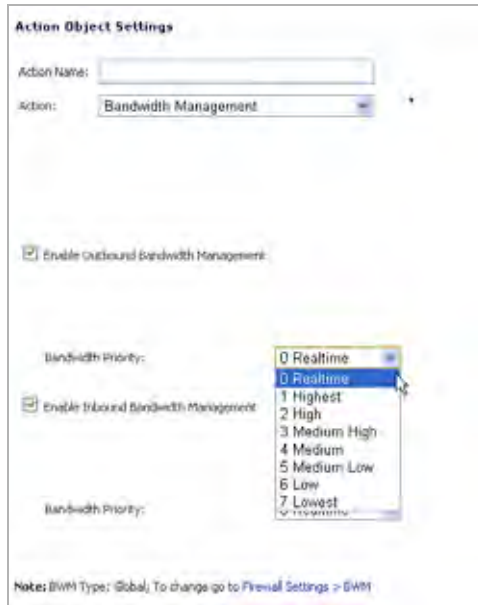 Action Object Settings
Action Name:
Action: Bandwidth Management
Enable Outbound Bandwidth Management
Bandwidth Priority: 0 Realtime
0 Realtime
1 Highest
2 High
3 Medium High
4 Medium
5 Medium Low
6 Low
7 Lowest
Enable Inbound Bandwidth Management
Bandwidth Priority: 0 Realtime
Note: BWM Type: Global; To change go to Firewall Settings > BWM